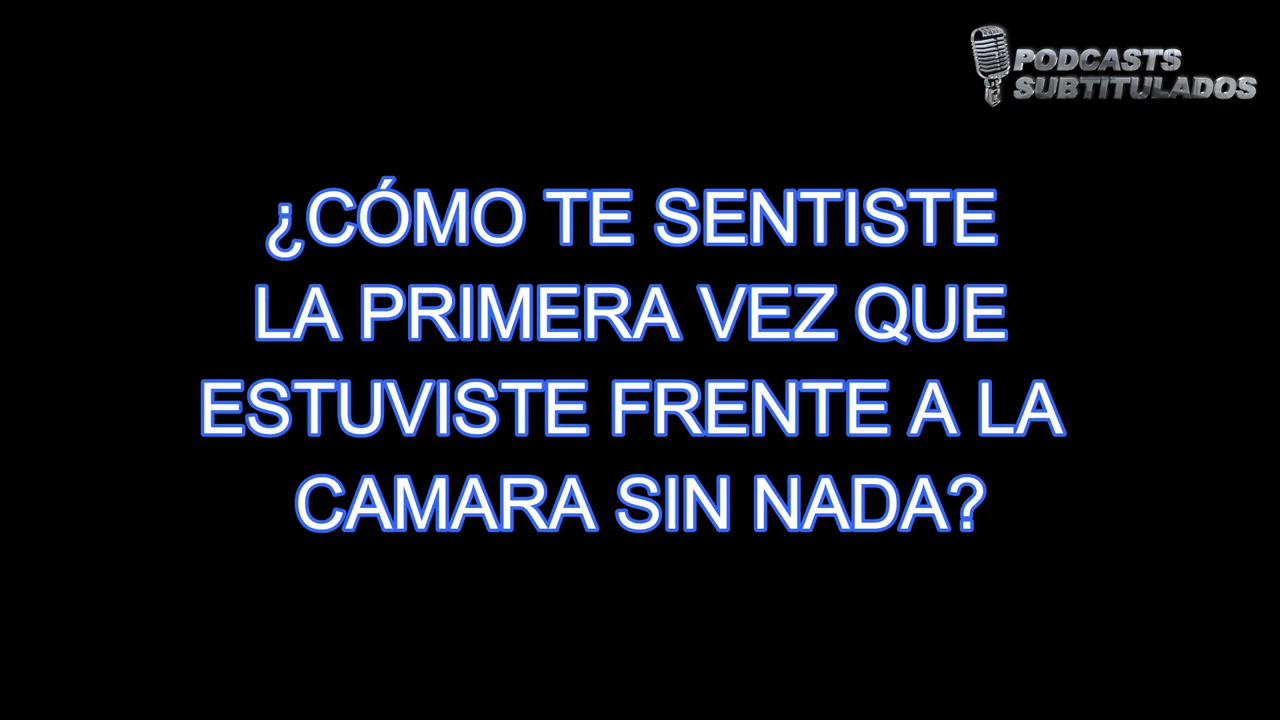 PODCASTS
SUBTITULADOS
¿CÓMO TE SENTISTE
LA PRIMERA VEZ QUE
ESTUVISTE FRENTE A LA
CAMARA SIN NADA?